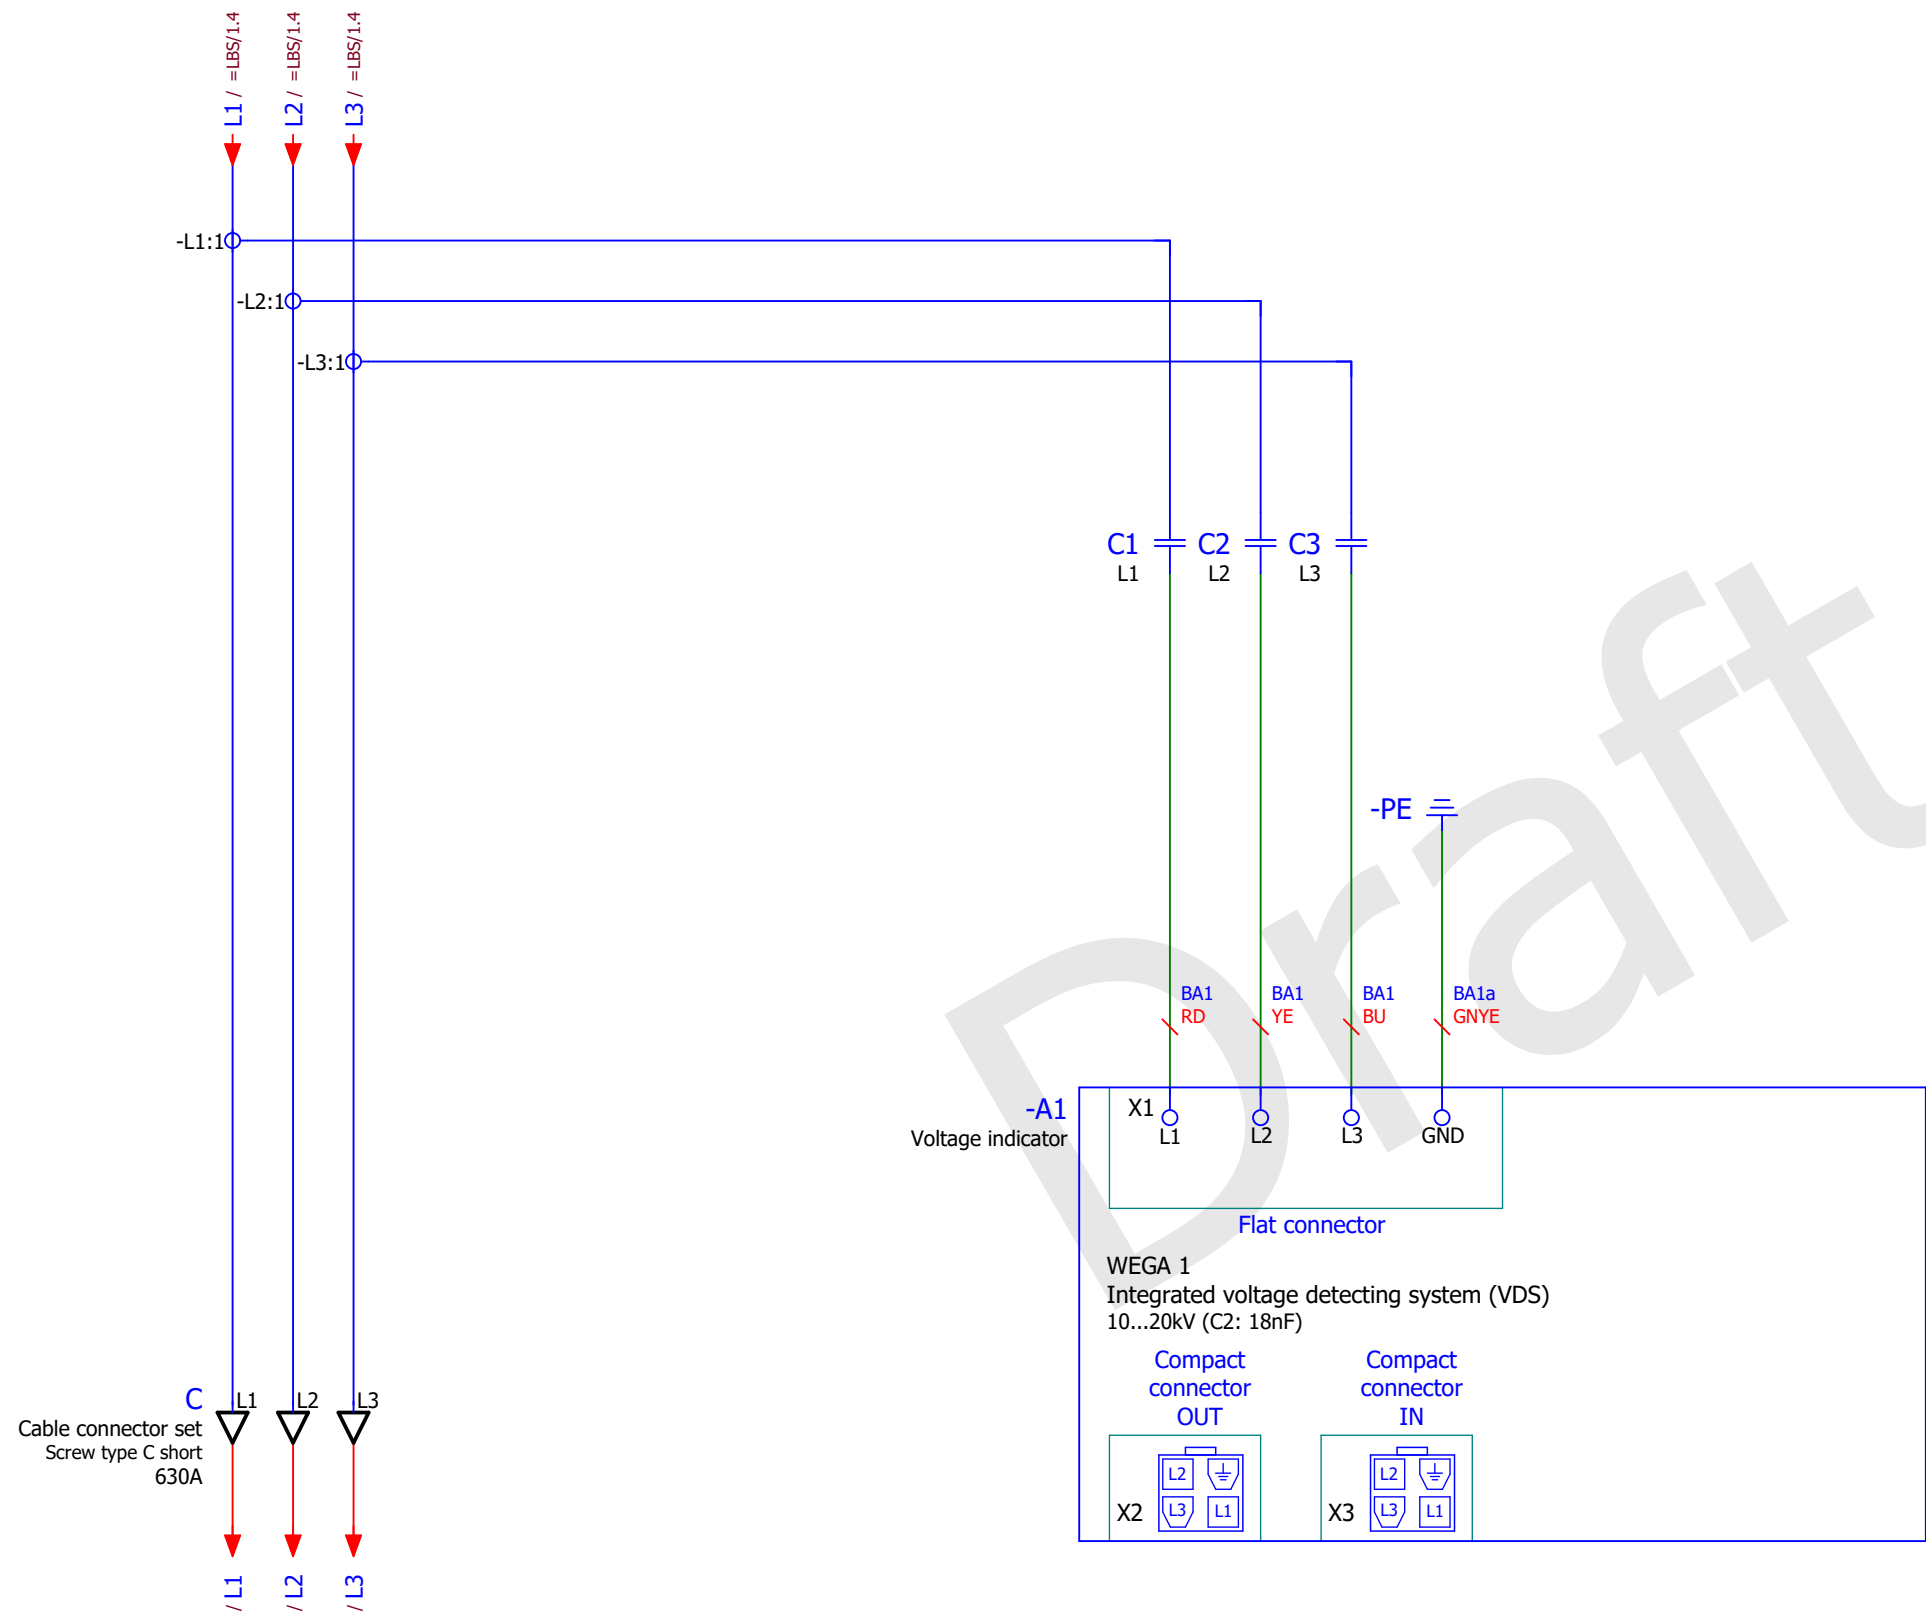 L1 / =LBS/1.4
L2 / =LBS/1.4
L3 / =LBS/1.4
-L1:1
-L2:1
-L3:1
C1
L1
C2
L2
C3
L3
-PE
BA1
RD
BA1
YE
BA1
BU
BA1a
GNYE
-A1
Voltage indicator
X1
L1
L2
L3
GND
Flat connector
WEGA 1
Integrated voltage detecting system (VDS)
10...20kV (C2: 18nF)
Compact
connector
OUT
Compact
connector
IN
X2
L2
L3
L1
X3
L2
L3
L1
C
Cable connector set
Screw type C short
630A
L1
L2
L3
/ L1
/ L2
/ L3
Draft